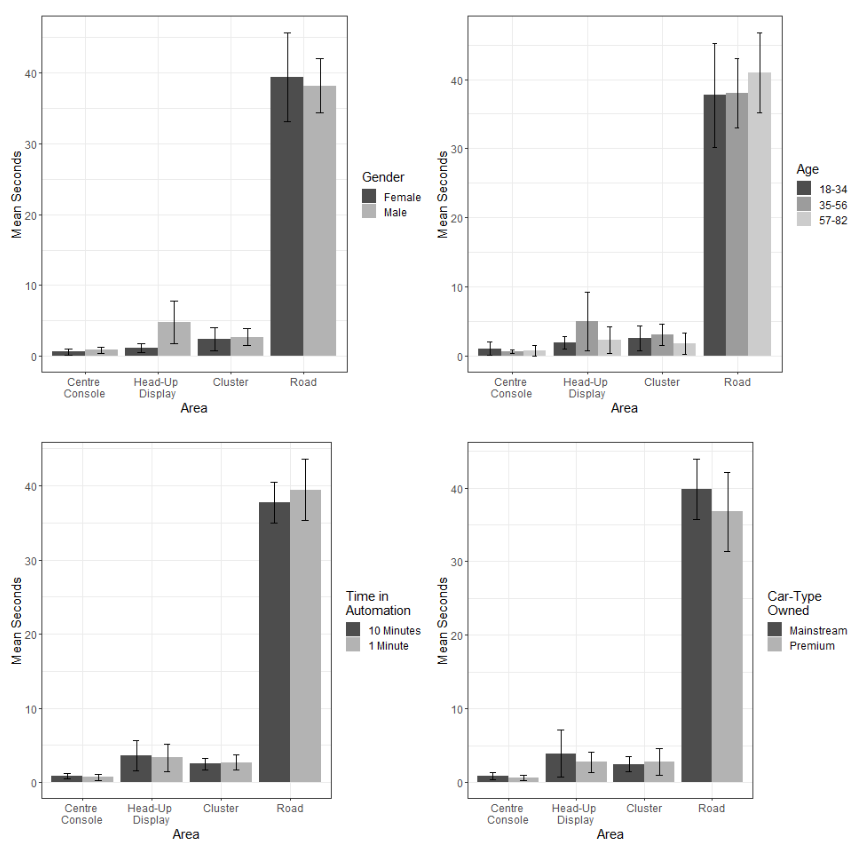 Mean Seconds
40
30
20
10
0
Centre
Console
Head-Up
Display
Cluster
Road
Area
Gender
Female
Male
Mean Seconds
40
30
20
10
0
Centre
Console
Head-Up
Display
Cluster
Road
Area
Age
18-34
35-56
57-82
Mean Seconds
40
30
20
10
0
Centre
Console
Head-Up
Display
Cluster
Road
Area
Time in
Automation
10 Minutes
1 Minute
Mean Seconds
40
30
20
10
0
Centre
Console
Head-Up
Display
Cluster
Road
Area
Car-Type
Owned
Mainstream
Premium